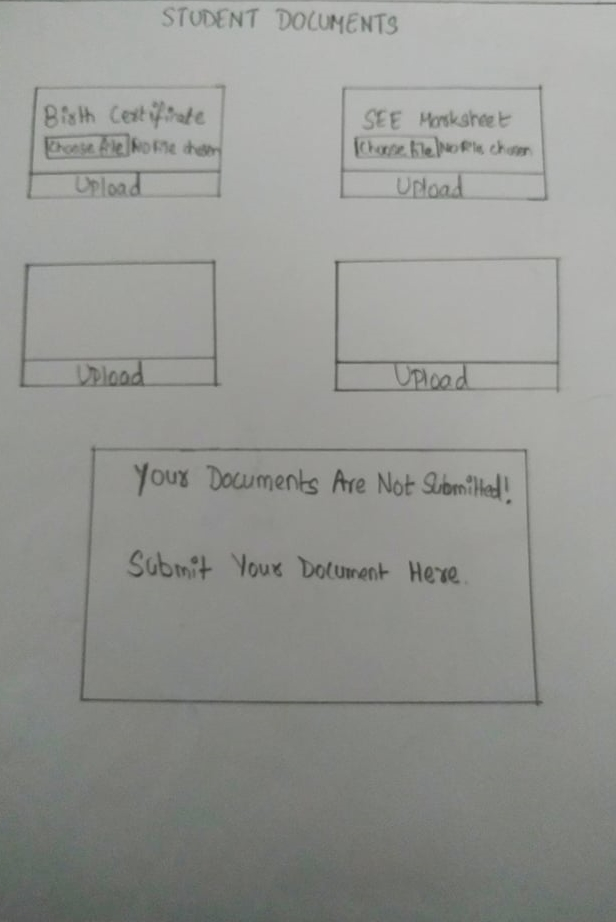 STUDENT DOCUMENTS
Birth Certificate
Choose file No File chosen
Upload
SEE Marksheet
Choose file No File chosen
Upload
Upload
Upload
Your Documents Are Not Submitted!
Submit Your Document Here.